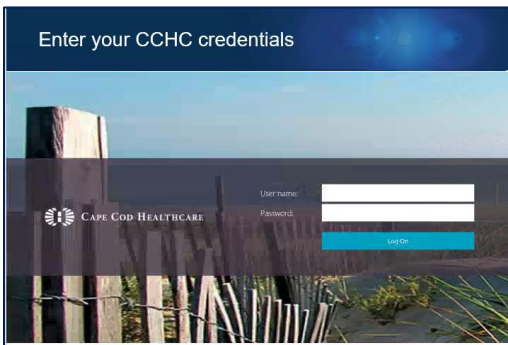 Enter your CCHC credentials
User name:
CAPE COD HEALTHCARE
Password:
Log On